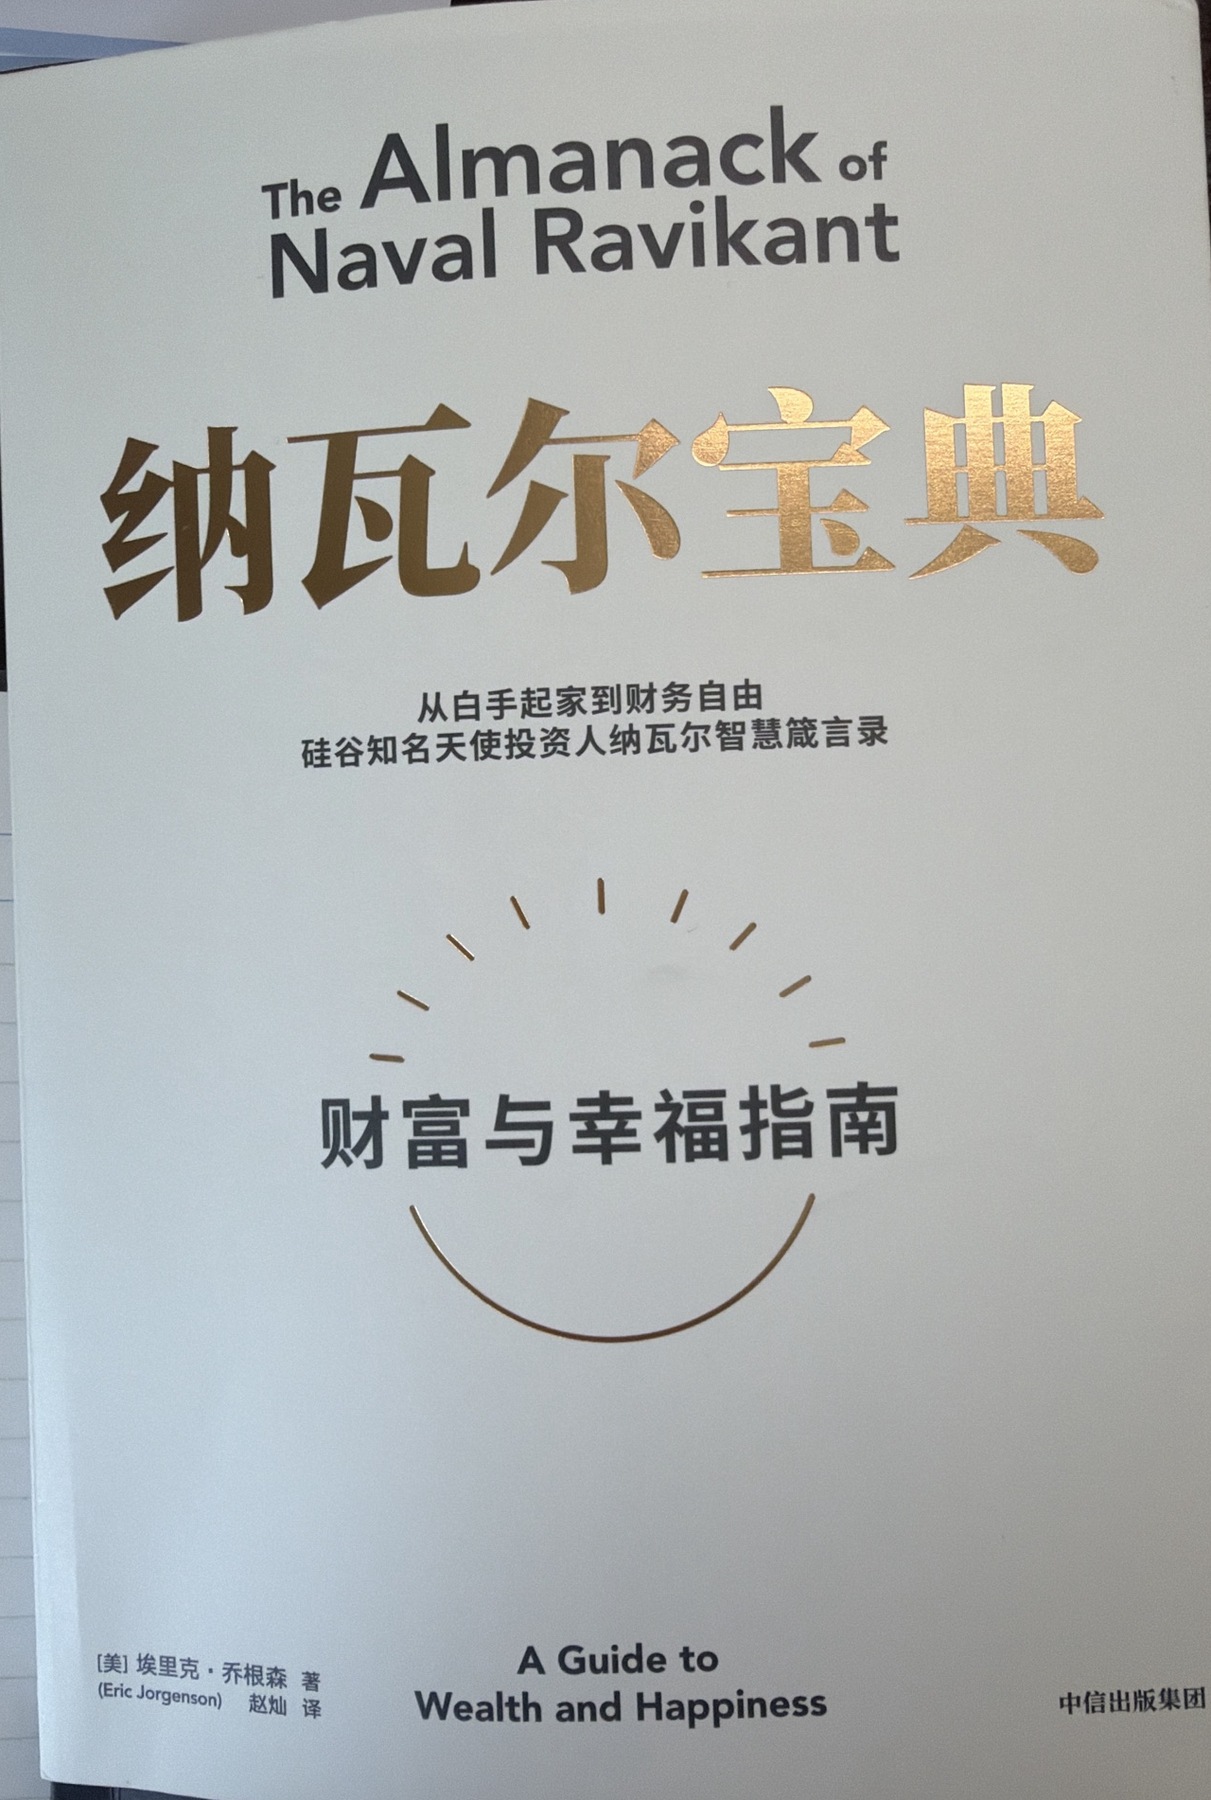 The Almanack of
Naval Ravikant
纳瓦尔宝典
从白手起家到财务自由
硅谷知名天使投资人纳瓦尔智慧箴言录
财富与幸福指南
[美] 埃里克·乔根森 著
(Eric Jorgenson) 赵灿 译
A Guide to
Wealth and Happiness
中信出版集团